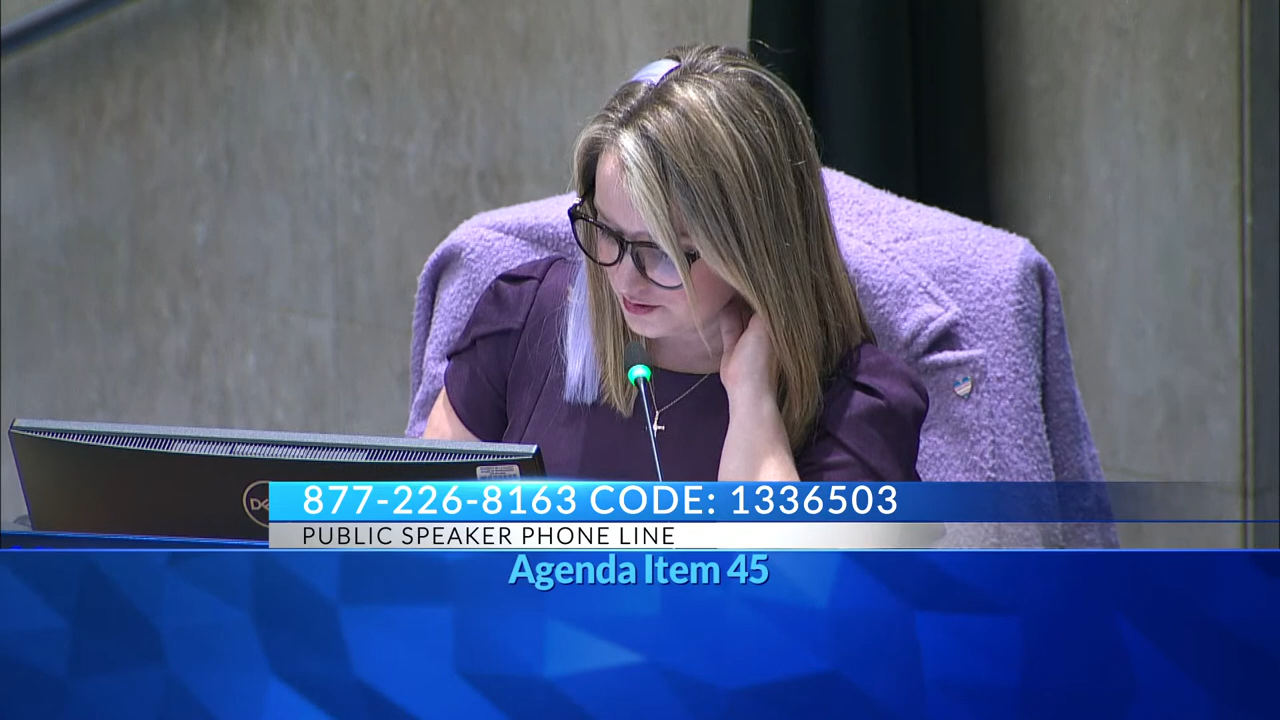 877-226-8163 CODE: 1336503
PUBLIC SPEAKER PHONE LINE
Agenda Item 45